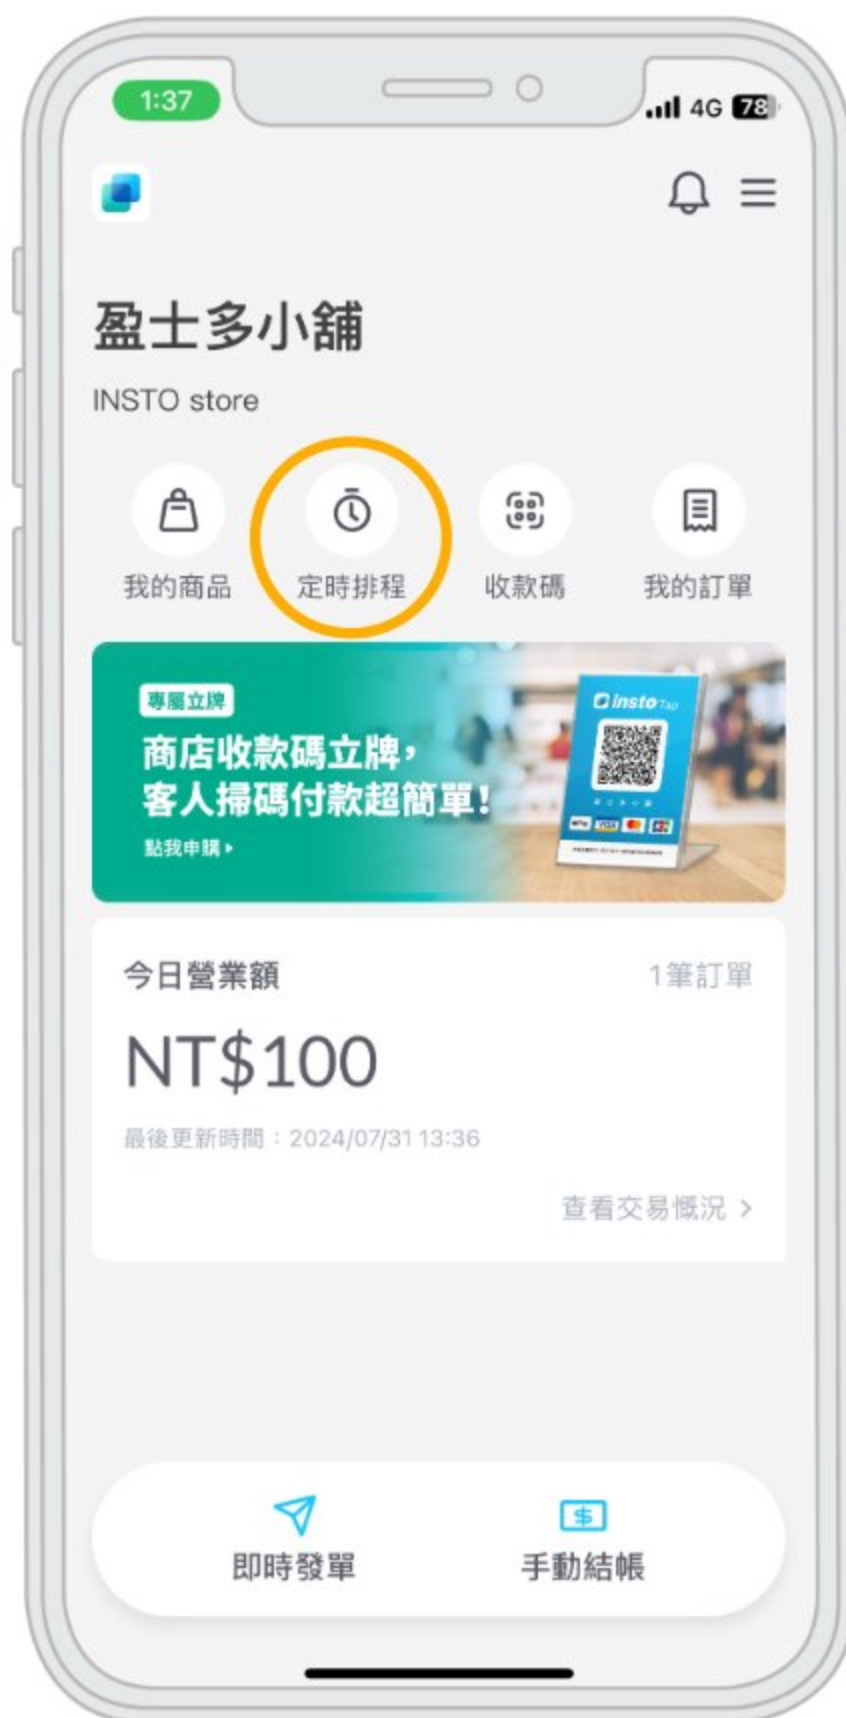 1:37
4G 78
盈士多小舖
INSTO store
我的商品 定時排程 收款碼 我的訂單
專屬立牌
商店收款碼立牌，
客人掃碼付款超簡單！
點我申購
insto Tap
VISA
今日營業額 1筆訂單
NT$100
最後更新時間：2024/07/31 13:36
查看交易慨況 >
即時發單 手動結帳